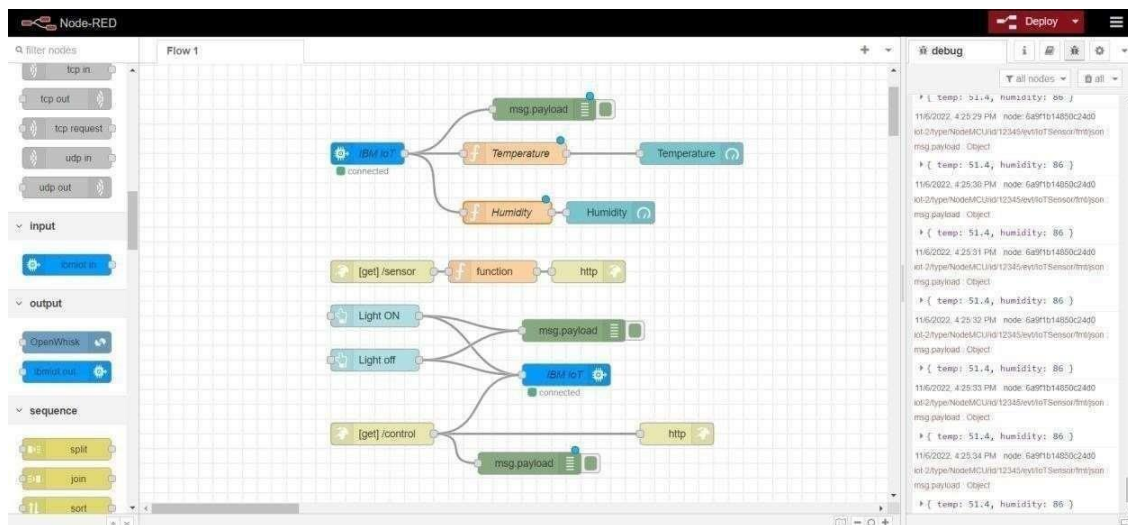 Node-RED
Deploy
filter nodes
Flow 1
debug
i
all nodes
all
tcp in
tcp out
tcp request
udp in
udp out
input
ibmiot in
output
OpenWhisk
ibmiot out
sequence
split
join
sort
msg.payload
IBM IoT
connected
Temperature
Temperature
Humidity
Humidity
[get] /sensor
function
http
Light ON
msg.payload
Light off
IBM IoT
connected
[get] /control
http
msg.payload
{ temp: 51.4, humidity: 86 }
11/6/2022, 4:25:29 PM node: 6a9f1b14850c24d0
iot-2/type/NodeMCU/id/12345/evt/IoTSensor/fmt/json :
msg.payload : Object
{ temp: 51.4, humidity: 86 }
11/6/2022, 4:25:30 PM node: 6a9f1b14850c24d0
iot-2/type/NodeMCU/id/12345/evt/IoTSensor/fmt/json :
msg.payload : Object
{ temp: 51.4, humidity: 86 }
11/6/2022, 4:25:31 PM node: 6a9f1b14850c24d0
iot-2/type/NodeMCU/id/12345/evt/IoTSensor/fmt/json :
msg.payload : Object
{ temp: 51.4, humidity: 86 }
11/6/2022, 4:25:32 PM node: 6a9f1b14850c24d0
iot-2/type/NodeMCU/id/12345/evt/IoTSensor/fmt/json :
msg.payload : Object
{ temp: 51.4, humidity: 86 }
11/6/2022, 4:25:33 PM node: 6a9f1b14850c24d0
iot-2/type/NodeMCU/id/12345/evt/IoTSensor/fmt/json :
msg.payload : Object
{ temp: 51.4, humidity: 86 }
11/6/2022, 4:25:34 PM node: 6a9f1b14850c24d0
iot-2/type/NodeMCU/id/12345/evt/IoTSensor/fmt/json :
msg.payload : Object
{ temp: 51.4, humidity: 86 }